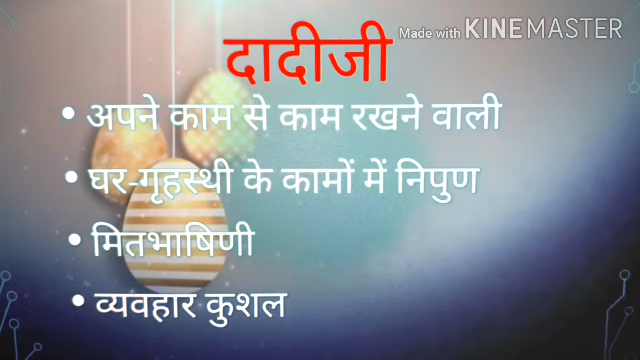 Made with KINEMASTER
दादीजी
• अपने काम से काम रखने वाली
• घर-गृहस्थी के कामों में निपुण
• मितभाषिणी
• व्यवहार कुशल